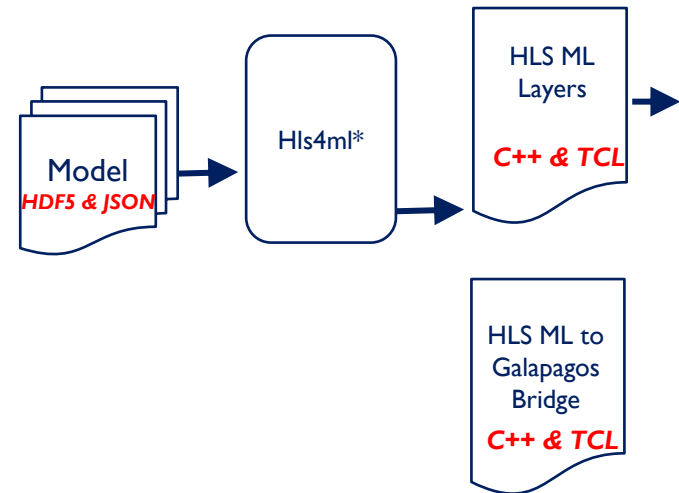 Model
HDF5 & JSON
Hls4ml*
HLS ML
Layers
C++ & TCL
HLS ML to
Galapagos
Bridge
C++ & TCL